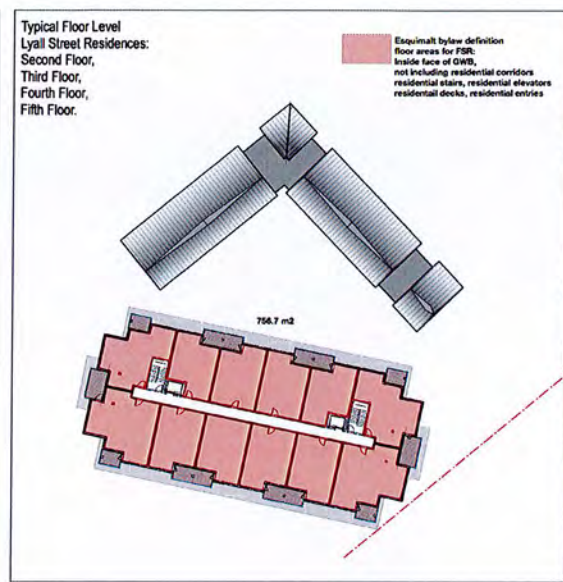 Typical Floor Level
Lyall Street Residences:
Second Floor,
Third Floor,
Fourth Floor,
Fifth Floor.
Esquimalt bylaw definition
floor areas for FSR:
Inside face of GWB,
not including residential corridors
residential stairs, residential elevators
residentail decks, residential entries
756.7 m2